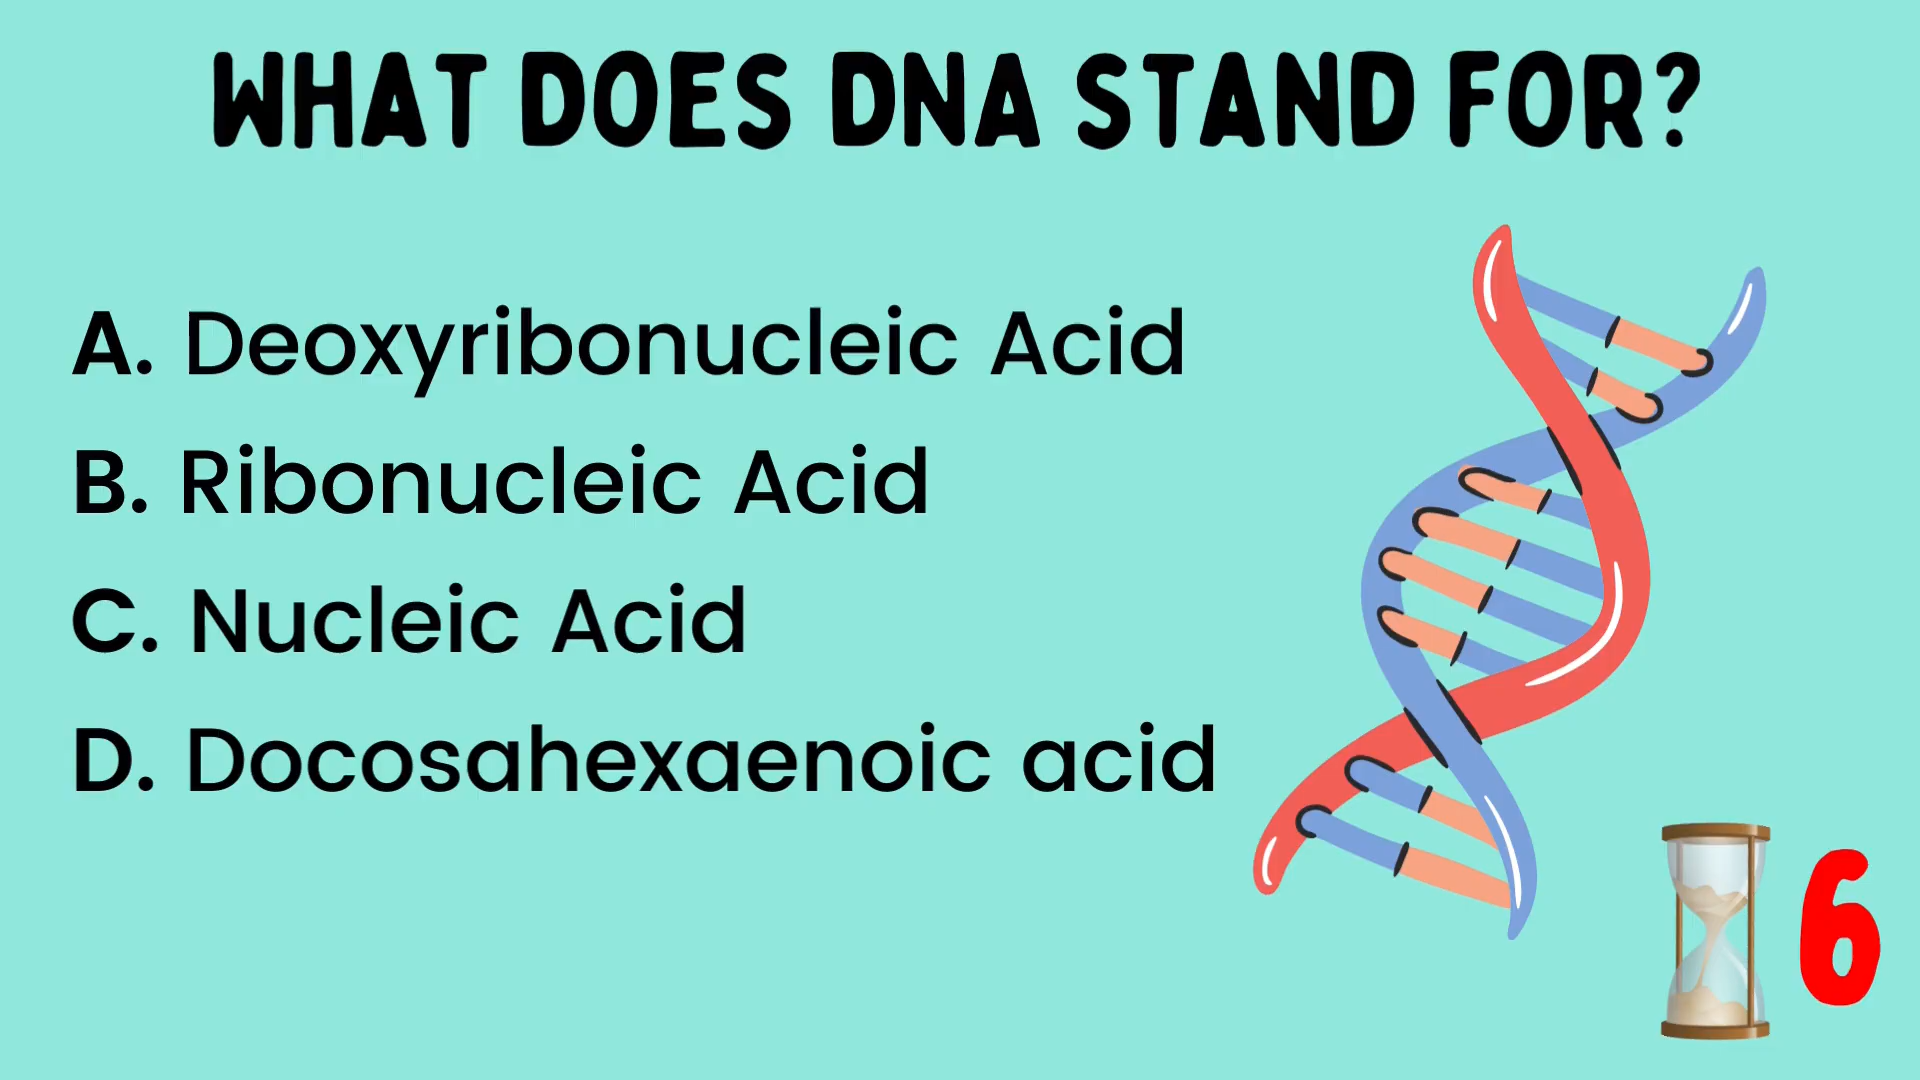 WHAT DOES DNA STAND FOR?
A. Deoxyribonucleic Acid
B. Ribonucleic Acid
C. Nucleic Acid
D. Docosahexaenoic acid
6